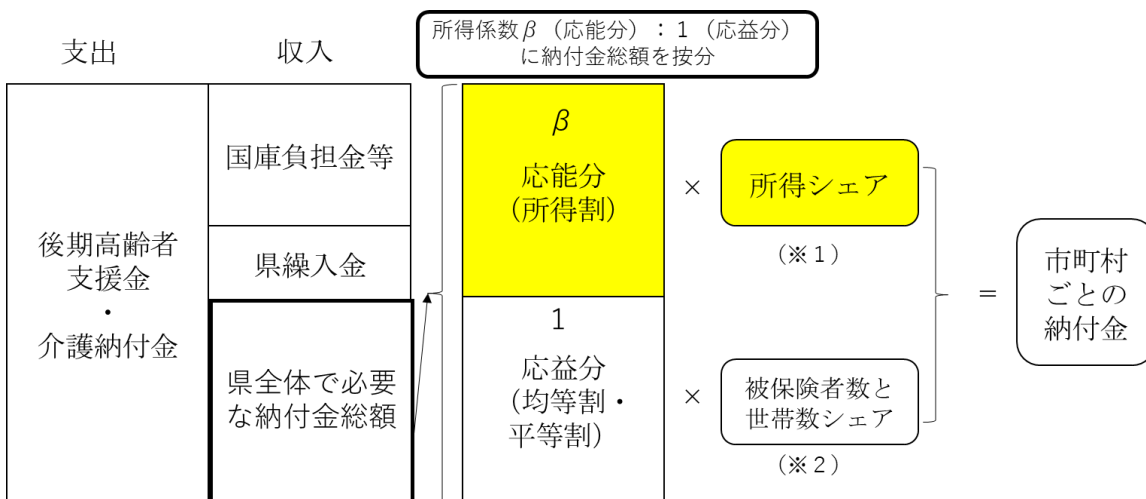 支出
収入
所得係数β（応能分）：１（応益分）
に納付金総額を按分
後期高齢者
支援金
・
介護納付金
国庫負担金等
県繰入金
県全体で必要
な納付金総額
β
応能分
（所得割）
×
所得シェア
（※１）
1
応益分
（均等割・
平等割）
×
被保険者数と
世帯数シェア
（※２）
＝
市町村
ごとの
納付金